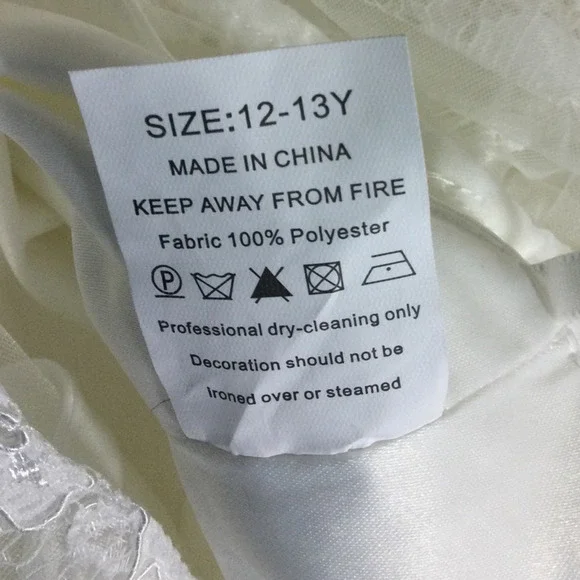 SIZE:12-13Y
MADE IN CHINA
KEEP AWAY FROM FIRE
Fabric 100% Polyester
P
Professional dry-cleaning only
Decoration should not be
Ironed over or steamed